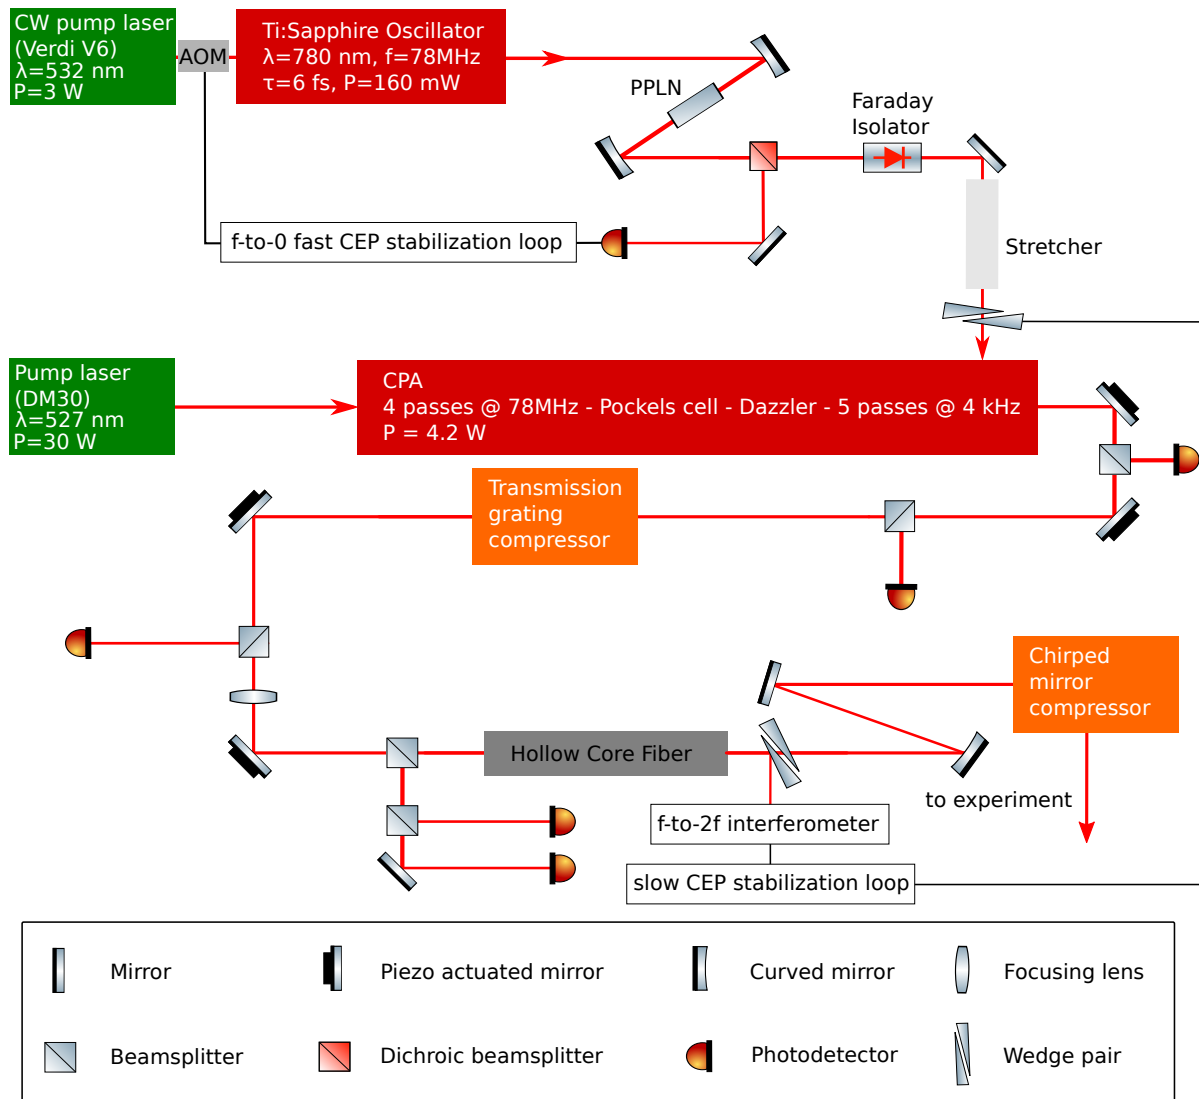 CW pump laser
(Verdi V6)
λ=532 nm
P=3 W
AOM
Ti:Sapphire Oscillator
λ=780 nm, f=78MHz
τ=6 fs, P=160 mW
PPLN
Faraday
Isolator
f-to-0 fast CEP stabilization loop
Stretcher
Pump laser
(DM30)
λ=527 nm
P=30 W
CPA
4 passes @ 78MHz - Pockels cell - Dazzler - 5 passes @ 4 kHz
P = 4.2 W
Transmission
grating
compressor
Chirped
mirror
compressor
Hollow Core Fiber
to experiment
f-to-2f interferometer
slow CEP stabilization loop
Mirror
Piezo actuated mirror
Curved mirror
Focusing lens
Beamsplitter
Dichroic beamsplitter
Photodetector
Wedge pair